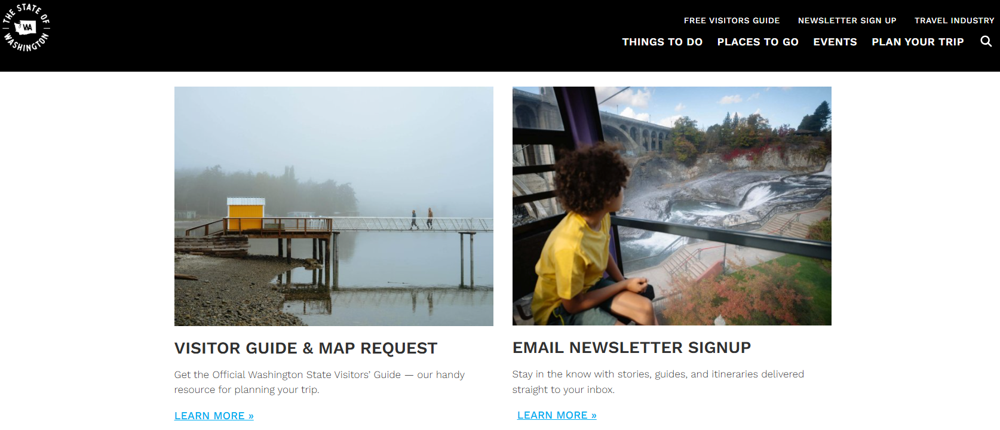 THE STATE OF
WA
WASHINGTON
FREE VISITORS GUIDE NEWSLETTER SIGN UP TRAVEL INDUSTRY
THINGS TO DO PLACES TO GO EVENTS PLAN YOUR TRIP
VISITOR GUIDE & MAP REQUEST
Get the Official Washington State Visitors’ Guide — our handy
resource for planning your trip.
LEARN MORE »
EMAIL NEWSLETTER SIGNUP
Stay in the know with stories, guides, and itineraries delivered
straight to your inbox.
LEARN MORE »